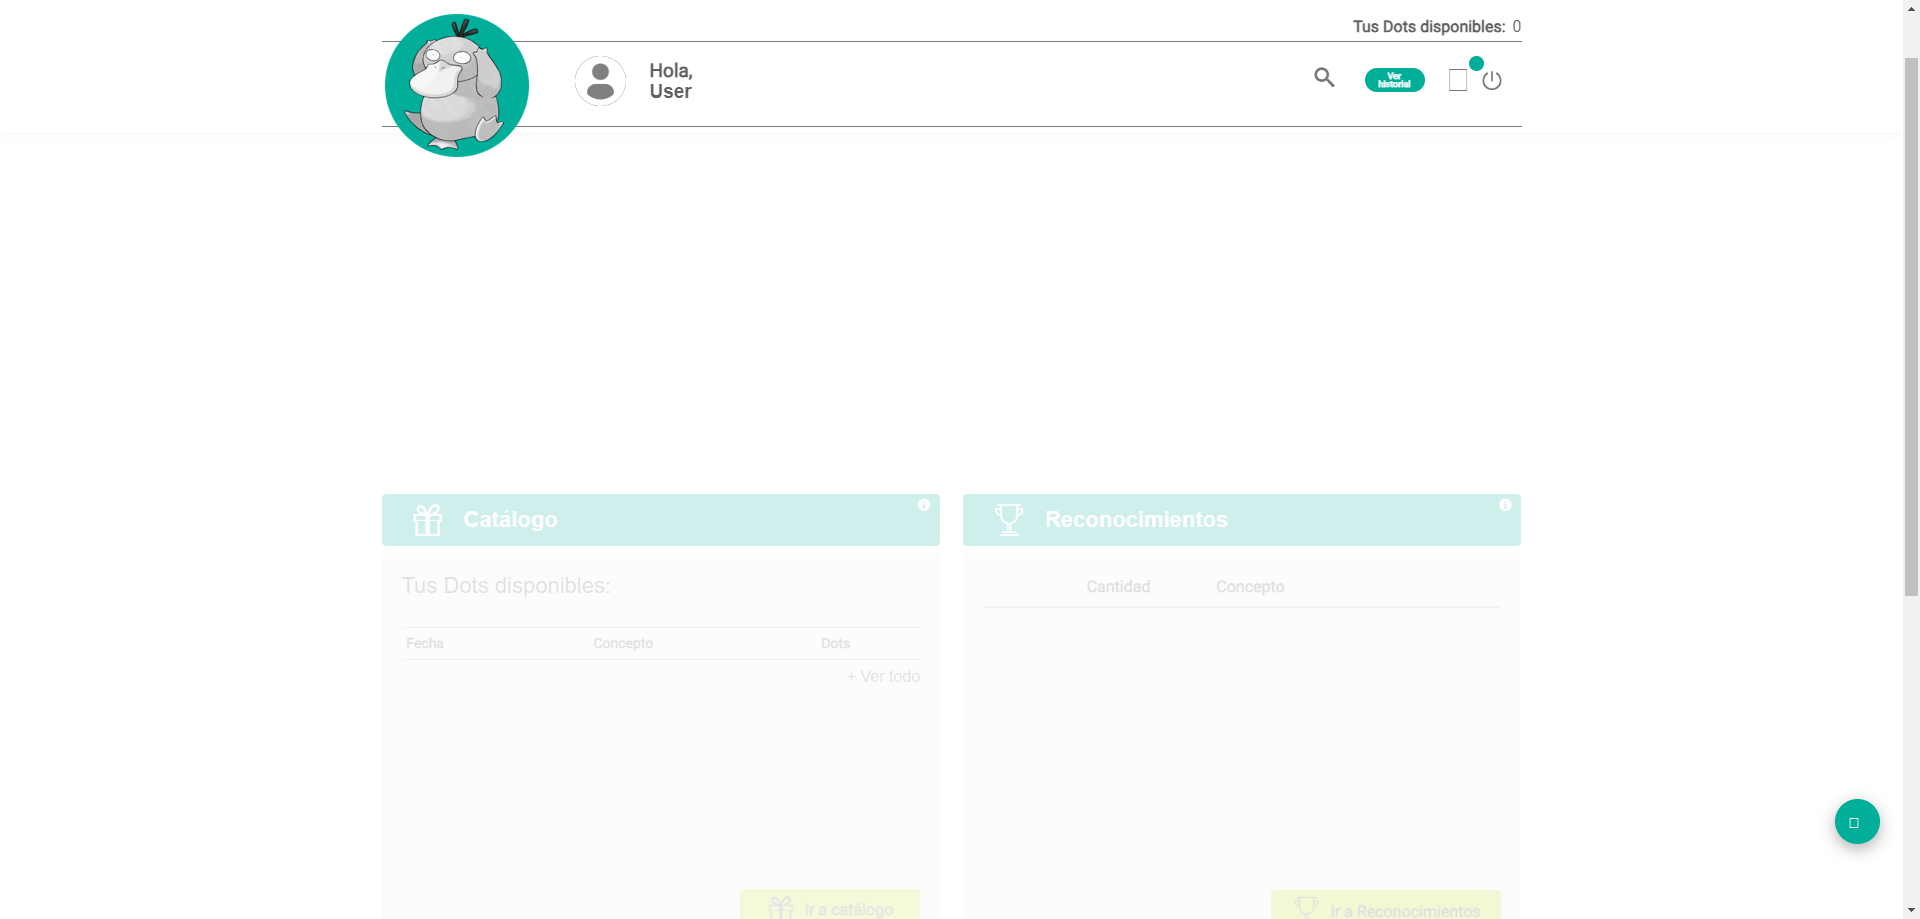 Tus Dots disponibles: 0
Hola,
User
Ver
historial
Catálogo
Reconocimientos
Tus Dots disponibles:
Cantidad Concepto
Fecha Concepto Dots
+ Ver todo
Ir a catálogo
Ir a Reconocimientos